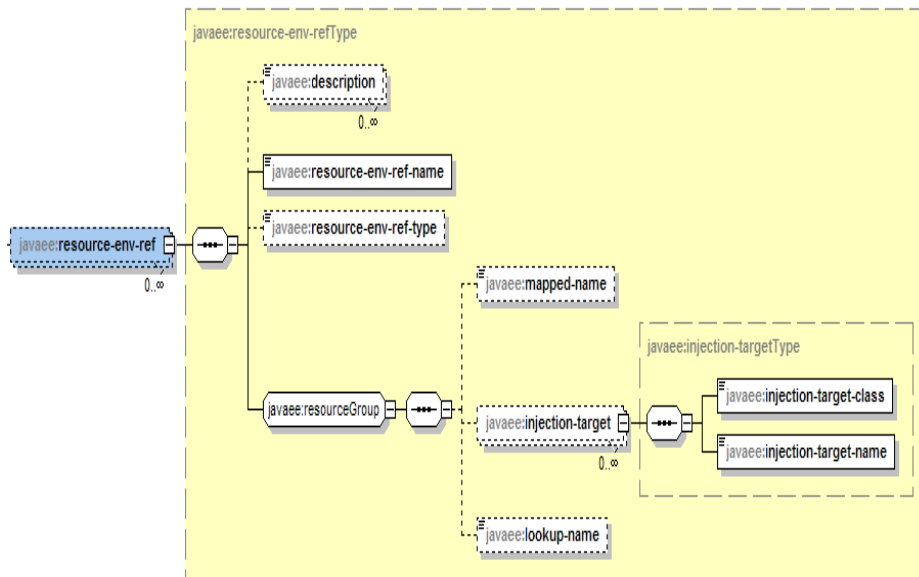 javaee:resource-env-refType
javaee:description
0..∞
javaee:resource-env-ref-name
javaee:resource-env-ref-type
javaee:resource-env-ref
0..∞
javaee:mapped-name
javaee:injection-targetType
javaee:injection-target-class
javaee:resourceGroup
javaee:injection-target
0..∞
javaee:injection-target-name
javaee:lookup-name